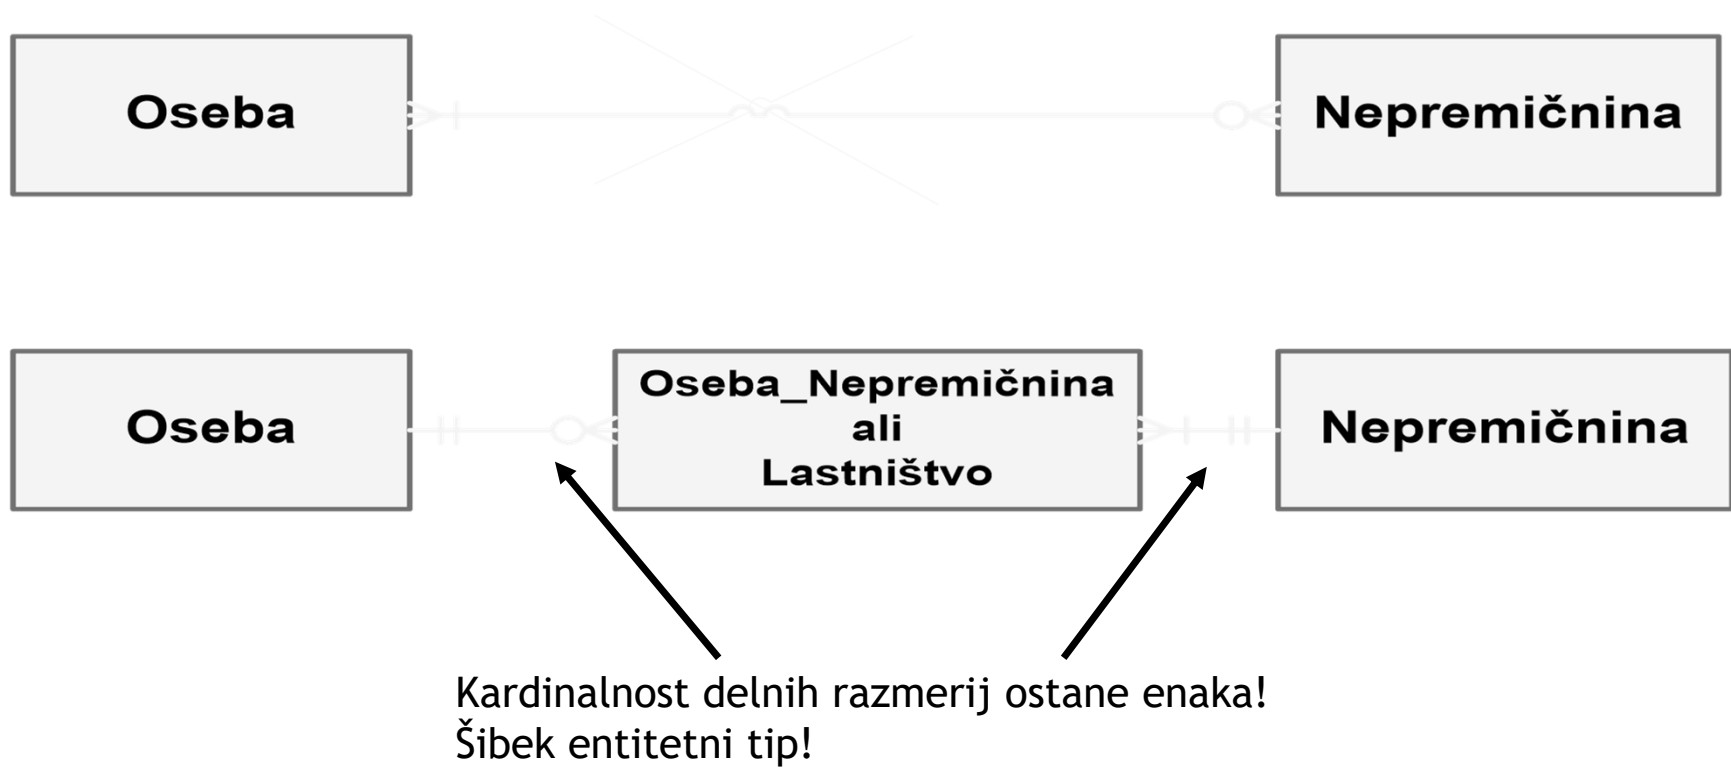 Oseba
Nepremičnina
Oseba
Oseba_Nepremičnina
ali
Lastništvo
Nepremičnina
Kardinalnost delnih razmerij ostane enaka!
Šibek entitetni tip!